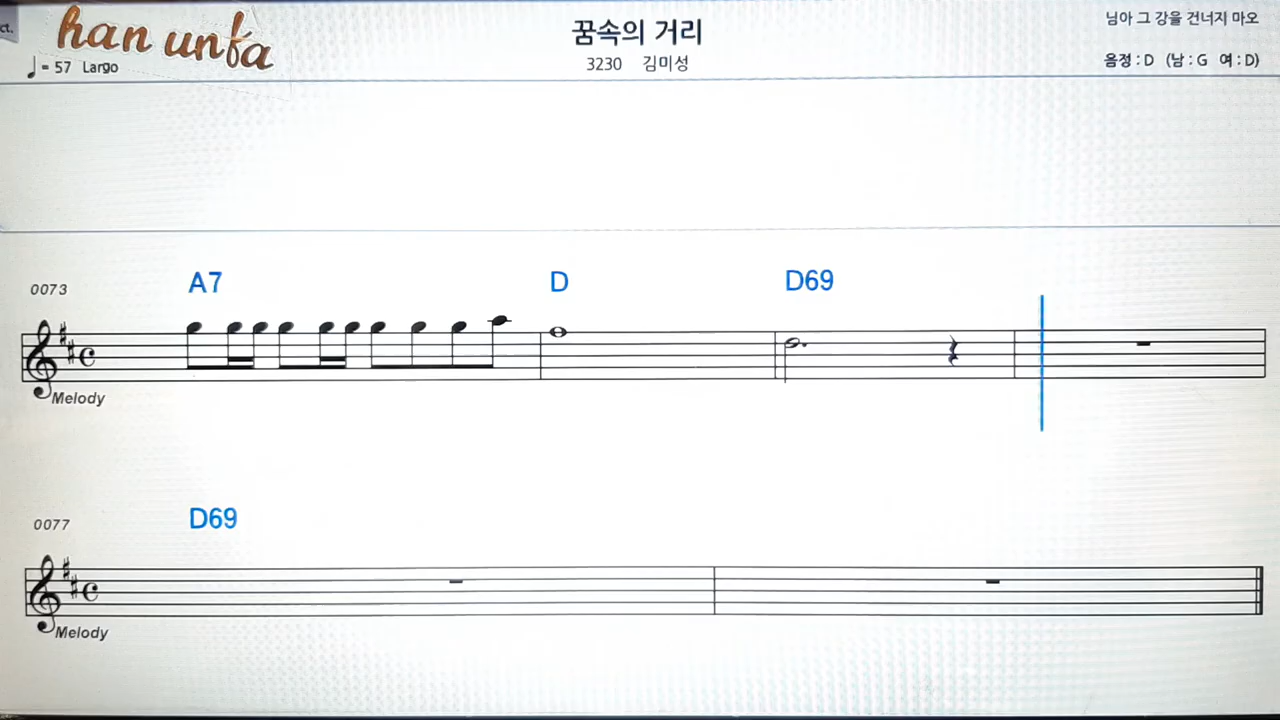 ct.
han unfa
♩= 57 Largo
꿈속의 거리
3230 김미성
님아 그 강을 건너지 마오
음정 : D (남 : G 여 : D)
0073
A7 D D69
Melody
0077
D69
Melody